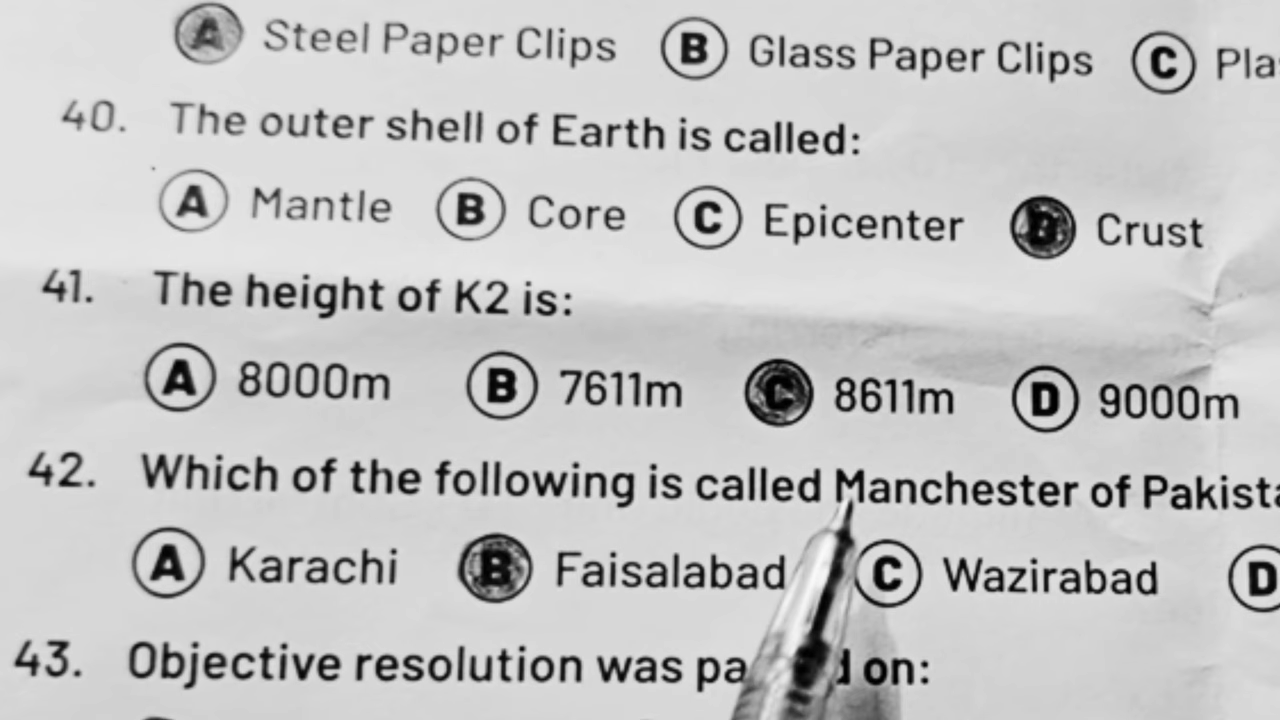 A Steel Paper Clips B Glass Paper Clips C Pla
40. The outer shell of Earth is called:
A Mantle B Core C Epicenter D Crust
41. The height of K2 is:
A 8000m B 7611m C 8611m D 9000m
42. Which of the following is called Manchester of Pakista
A Karachi B Faisalabad C Wazirabad D
43. Objective resolution was pa d on: